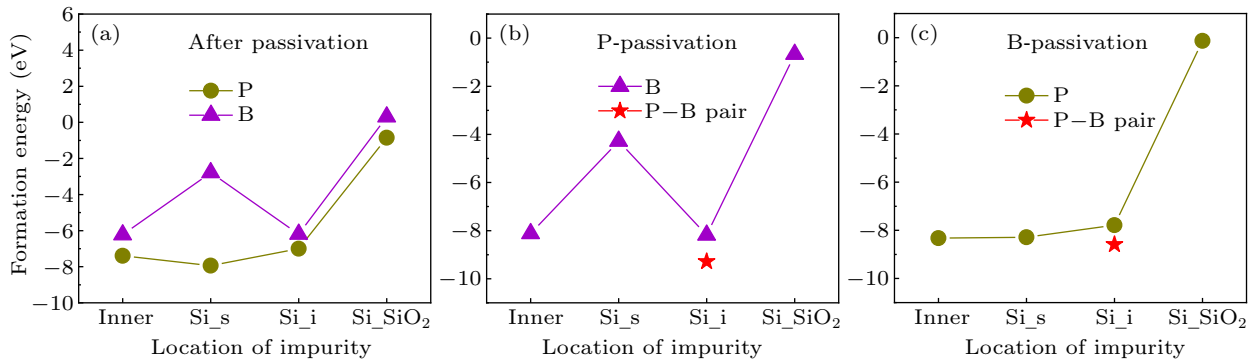 (a)
After passivation
P
B
Formation energy (eV)
6
4
2
0
−2
−4
−6
−8
−10
Inner Si_s Si_i Si_SiO₂
Location of impurity
(b)
P-passivation
B
P−B pair
0
−2
−4
−6
−8
−10
Inner Si_s Si_i Si_SiO₂
Location of impurity
(c)
B-passivation
P
P−B pair
0
−2
−4
−6
−8
−10
Inner Si_s Si_i Si_SiO₂
Location of impurity